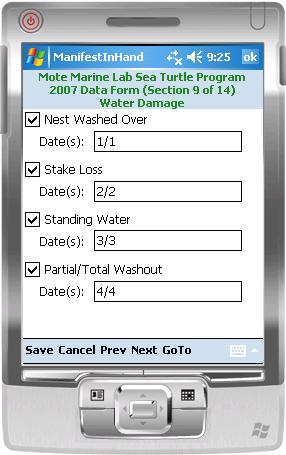 ManifestInHand 9:25 ok
Mote Marine Lab Sea Turtle Program
2007 Data Form (Section 9 of 14)
Water Damage
Nest Washed Over
Date(s): 1/1
Stake Loss
Date(s): 2/2
Standing Water
Date(s): 3/3
Partial/Total Washout
Date(s): 4/4
Save Cancel Prev Next GoTo